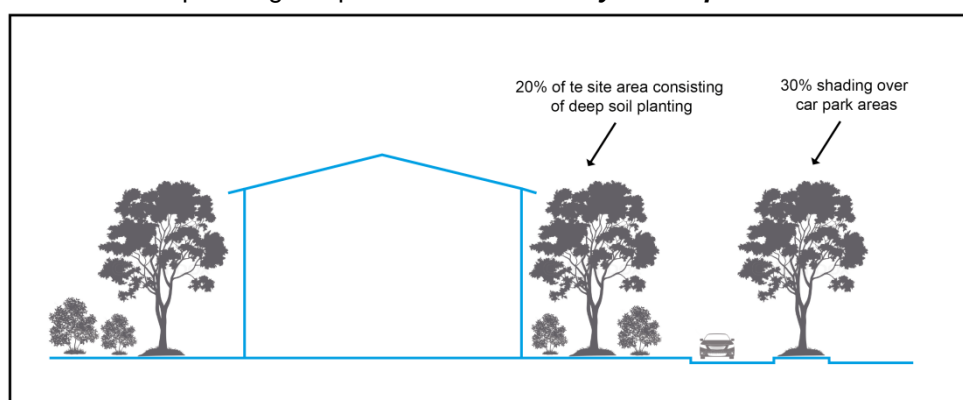 20% of te site area consisting
of deep soil planting
30% shading over
car park areas